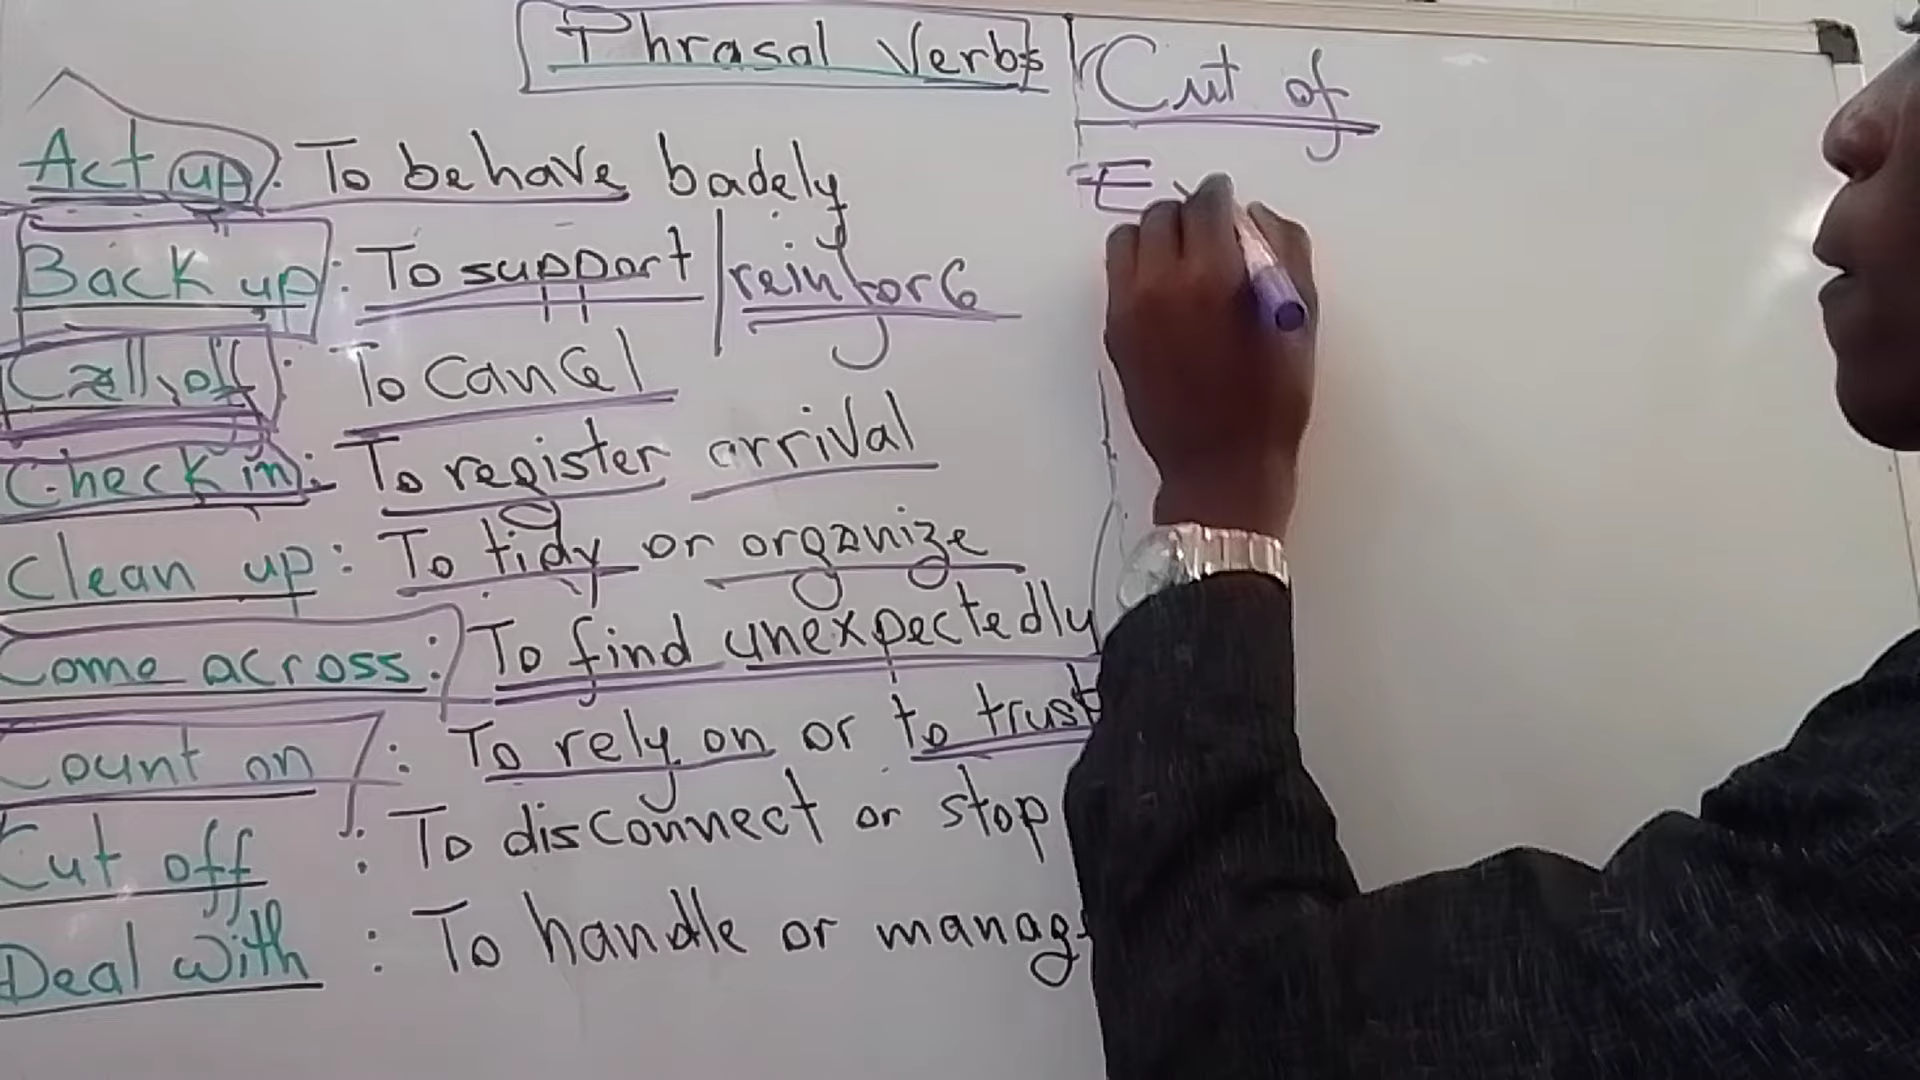 Phrasal Verbs
Act up: To behave badely
Back up: To support / reinforce
Call off: To cancel
Check in: To register arrival
Clean up: To tidy or organize
Come across: To find unexpectedly
Count on: To rely on or to trust
Cut off: To disconnect or stop
Deal with: To handle or manag
Cut of
Ex